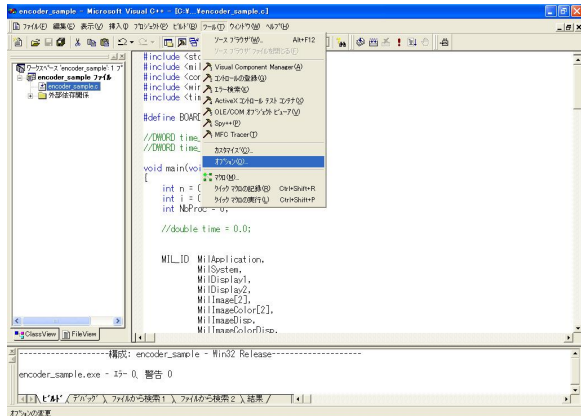 encoder_sample - Microsoft Visual C++ - [C:¥...¥encoder_sample.c]
ファイル(F) 編集(E) 表示(V) 挿入(I) プロジェクト(P) ビルド(B) ツール(T) ウィンドウ(W) ヘルプ(H)
ソース ブラウザ(W)... Alt+F12
ソース ブラウザ ファイルを閉じる(F)
Visual Component Manager(A)
コントロールの登録(G)
エラー検索(K)
ActiveX コントロール テスト コンテナ(V)
OLE/COM オブジェクト ビューア(V)
Spy++(P)
MFC Tracer(T)
カスタマイズ(C)...
オプション(O)...
マクロ(M)...
クイック マクロの記録(R) Ctrl+Shift+R
クイック マクロの実行(L) Ctrl+Shift+P
ワークスペース 'encoder_sample': 1 プ
encoder_sample ファイル
encoder_sample.c
外部依存関係
ClassView FileView
#include <std
#include <mil
#include <con
#include <win
#include <tim
#define BOARD
//DWORD time_
//DWORD time_
void main(voi
{
int n = 0
int i = 0
int NbProc = 0;
//double time = 0.0;
MIL_ID MilApplication,
MilSystem,
MilDisplay1,
MilDisplay2,
MilImage[2],
MilImageColor[2],
MilImageDisp,
MilImageColorDisp,
--------------------構成: encoder_sample - Win32 Release--------------------
encoder_sample.exe - エラー 0、警告 0
ビルド デバッグ ファイルから検索 1 ファイルから検索 2 結果
オプションの変更